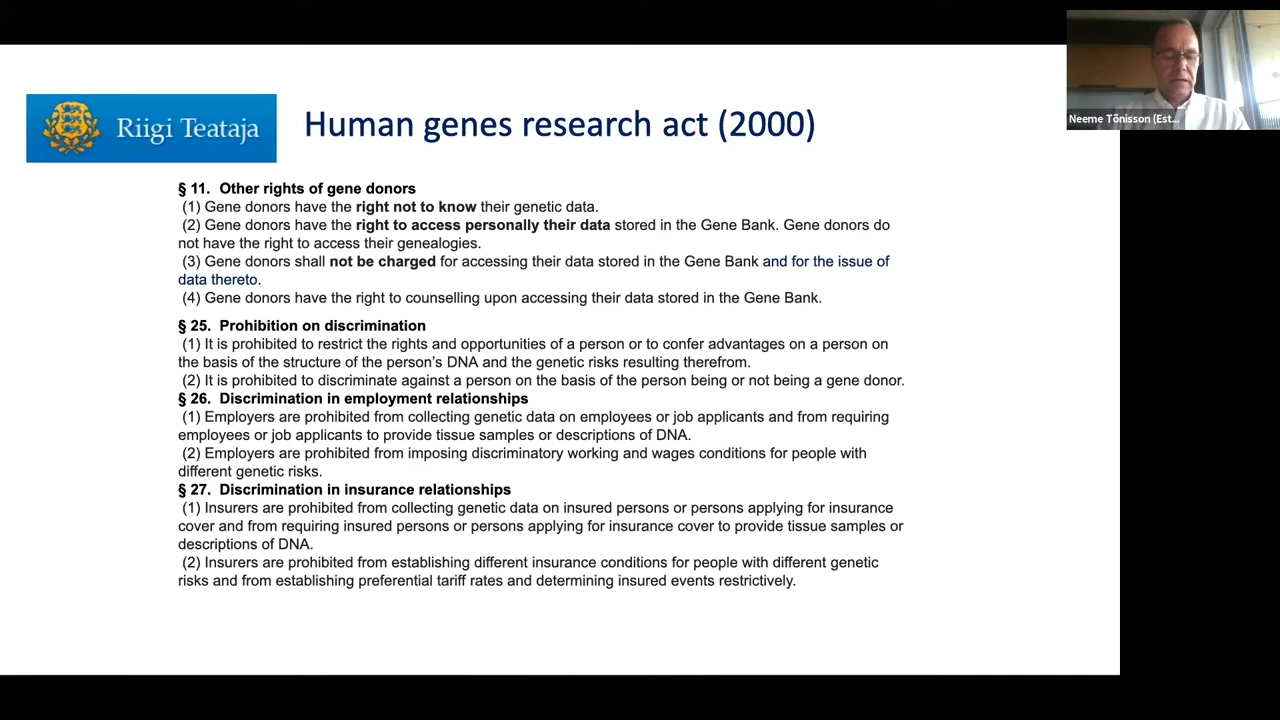 Riigi Teataja
Human genes research act (2000)
Neeme Tõnisson (Est...
§ 11. Other rights of gene donors
(1) Gene donors have the right not to know their genetic data.
(2) Gene donors have the right to access personally their data stored in the Gene Bank. Gene donors do
not have the right to access their genealogies.
(3) Gene donors shall not be charged for accessing their data stored in the Gene Bank and for the issue of
data thereto.
(4) Gene donors have the right to counselling upon accessing their data stored in the Gene Bank.
§ 25. Prohibition on discrimination
(1) It is prohibited to restrict the rights and opportunities of a person or to confer advantages on a person on
the basis of the structure of the person's DNA and the genetic risks resulting therefrom.
(2) It is prohibited to discriminate against a person on the basis of the person being or not being a gene donor.
§ 26. Discrimination in employment relationships
(1) Employers are prohibited from collecting genetic data on employees or job applicants and from requiring
employees or job applicants to provide tissue samples or descriptions of DNA.
(2) Employers are prohibited from imposing discriminatory working and wages conditions for people with
different genetic risks.
§ 27. Discrimination in insurance relationships
(1) Insurers are prohibited from collecting genetic data on insured persons or persons applying for insurance
cover and from requiring insured persons or persons applying for insurance cover to provide tissue samples or
descriptions of DNA.
(2) Insurers are prohibited from establishing different insurance conditions for people with different genetic
risks and from establishing preferential tariff rates and determining insured events restrictively.